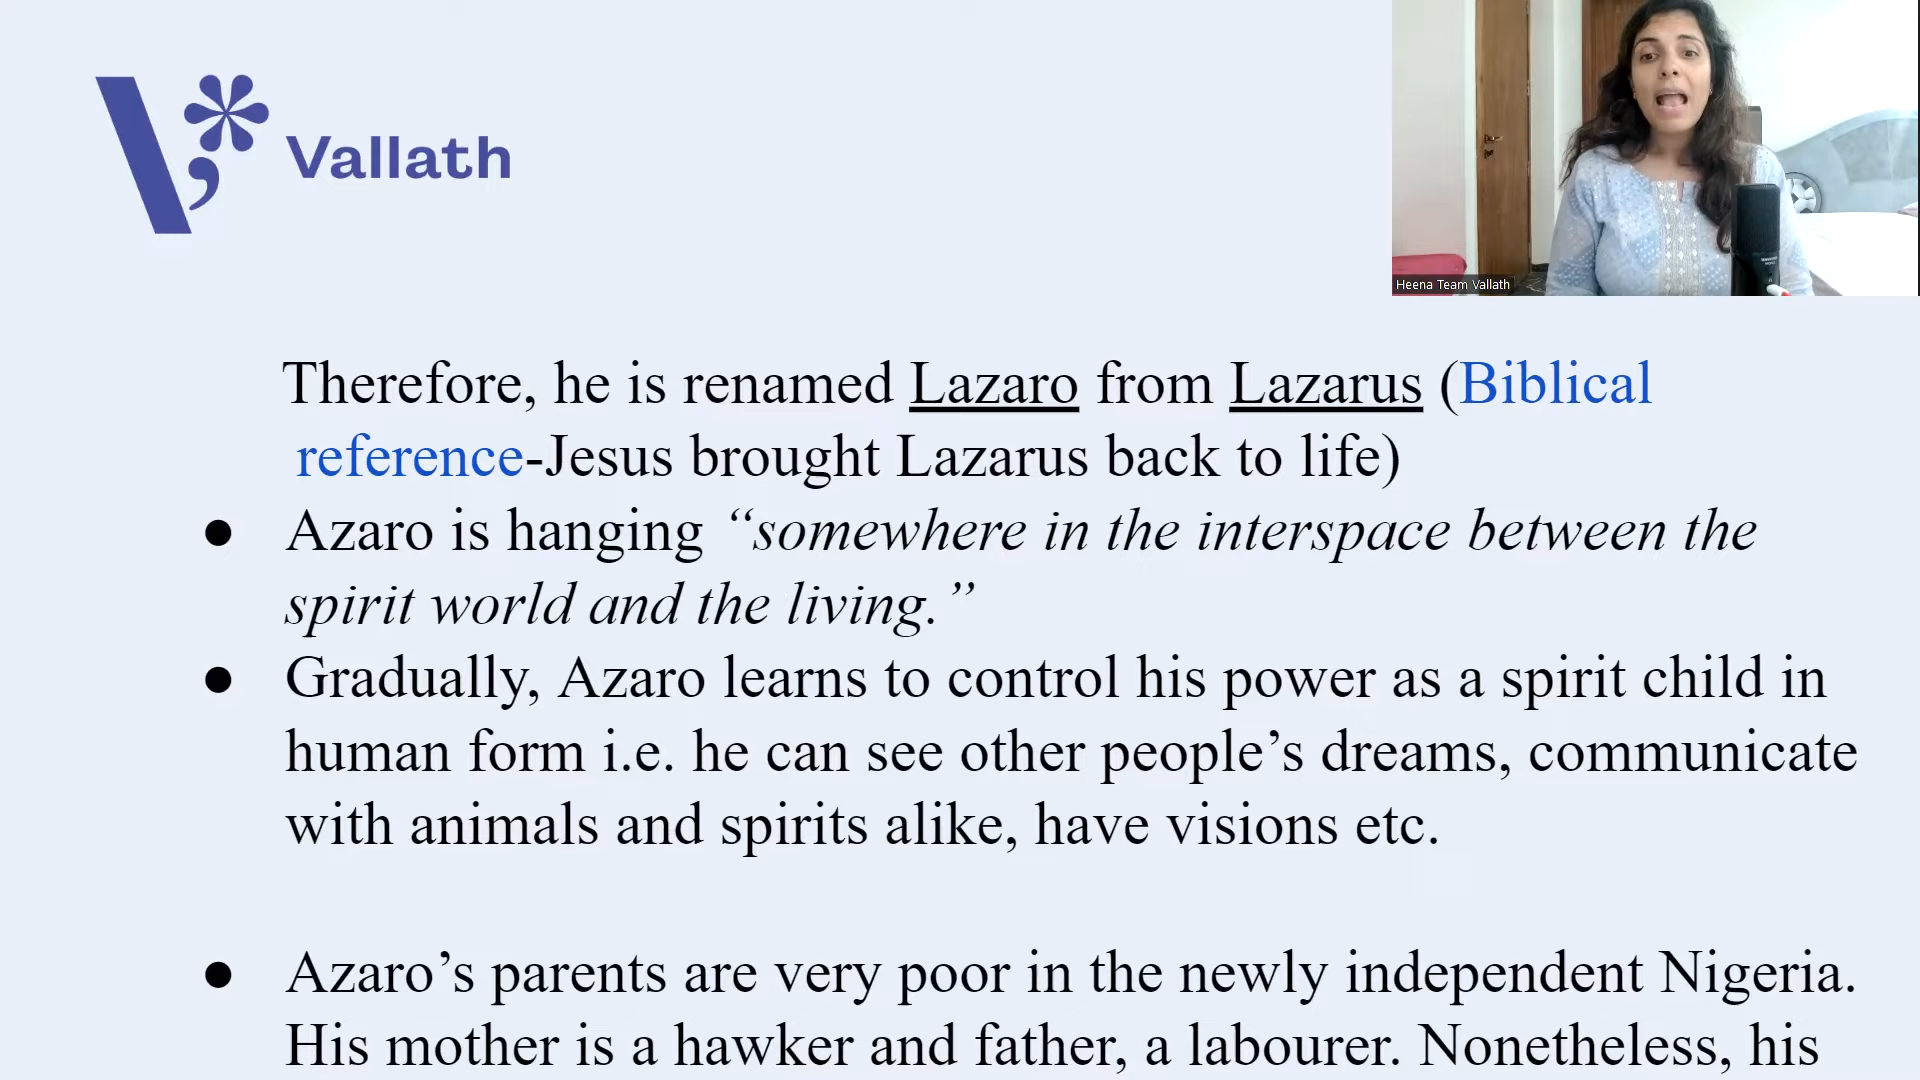 Vallath
Heena Team Vallath
Therefore, he is renamed Lazaro from Lazarus (Biblical
reference-Jesus brought Lazarus back to life)
● Azaro is hanging “somewhere in the interspace between the
spirit world and the living.”
● Gradually, Azaro learns to control his power as a spirit child in
human form i.e. he can see other people’s dreams, communicate
with animals and spirits alike, have visions etc.
● Azaro’s parents are very poor in the newly independent Nigeria.
His mother is a hawker and father, a labourer. Nonetheless, his